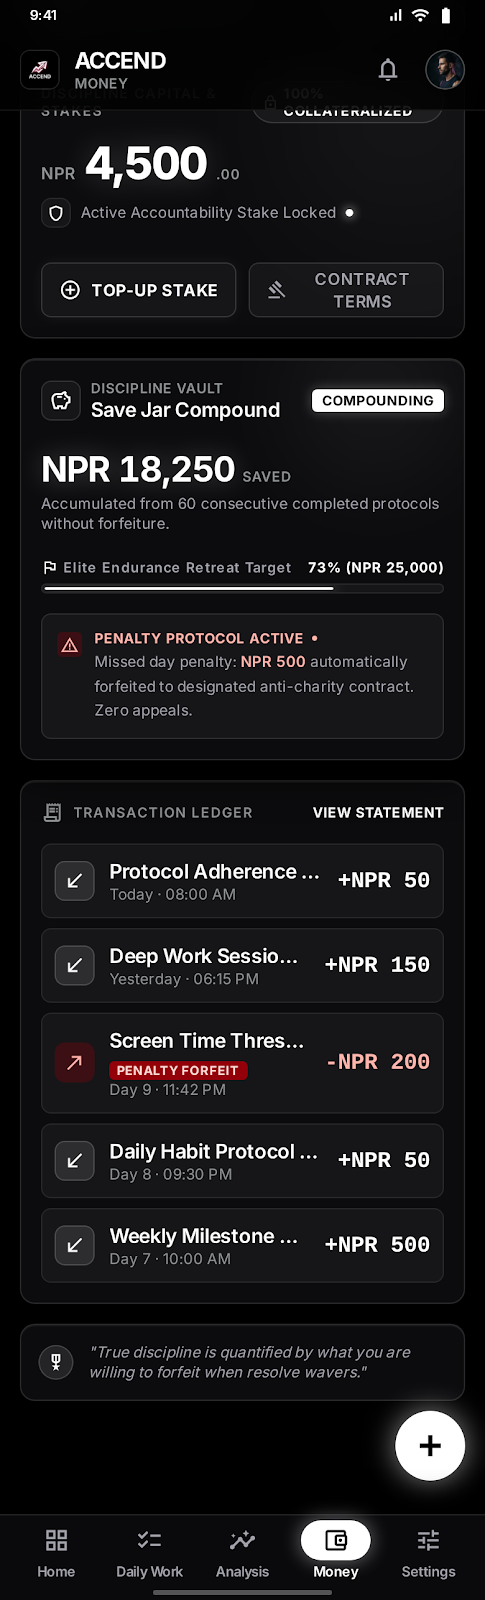 9:41
ACCEND
ACCEND
MONEY
DISCIPLINE CAPITAL &
STAKES
100%
COLLATERALIZED
NPR 4,500 .00
Active Accountability Stake Locked
TOP-UP STAKE
CONTRACT
TERMS
DISCIPLINE VAULT
Save Jar Compound
COMPOUNDING
NPR 18,250 SAVED
Accumulated from 60 consecutive completed protocols
without forfeiture.
Elite Endurance Retreat Target 73% (NPR 25,000)
PENALTY PROTOCOL ACTIVE •
Missed day penalty: NPR 500 automatically
forfeited to designated anti-charity contract.
Zero appeals.
TRANSACTION LEDGER VIEW STATEMENT
Protocol Adherence ... +NPR 50
Today · 08:00 AM
Deep Work Sessio... +NPR 150
Yesterday · 06:15 PM
Screen Time Thres... -NPR 200
PENALTY FORFEIT
Day 9 · 11:42 PM
Daily Habit Protocol ... +NPR 50
Day 8 · 09:30 PM
Weekly Milestone ... +NPR 500
Day 7 · 10:00 AM
"True discipline is quantified by what you are
willing to forfeit when resolve wavers."
Home Daily Work Analysis Money Settings